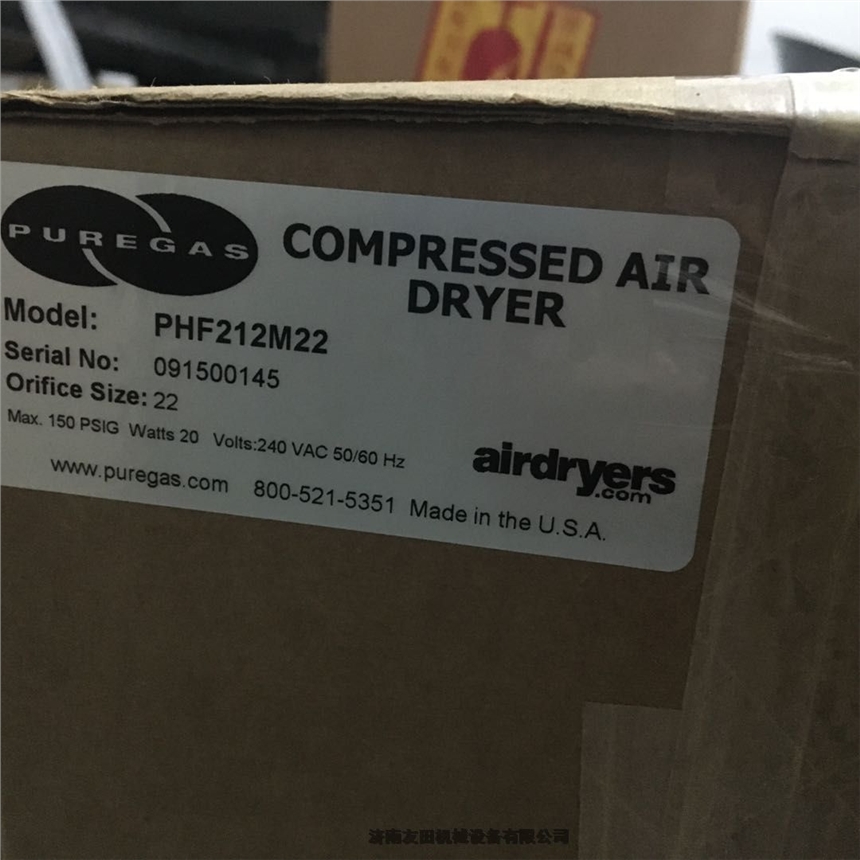 PUREGAS
COMPRESSED AIR
DRYER
Model: PHF212M22
Serial No: 091500145
Orifice Size: 22
Max. 150 PSIG Watts 20 Volts:240 VAC 50/60 Hz
airdryers
.com
www.puregas.com 800-521-5351 Made in the U.S.A.
济南友田机械设备有限公司